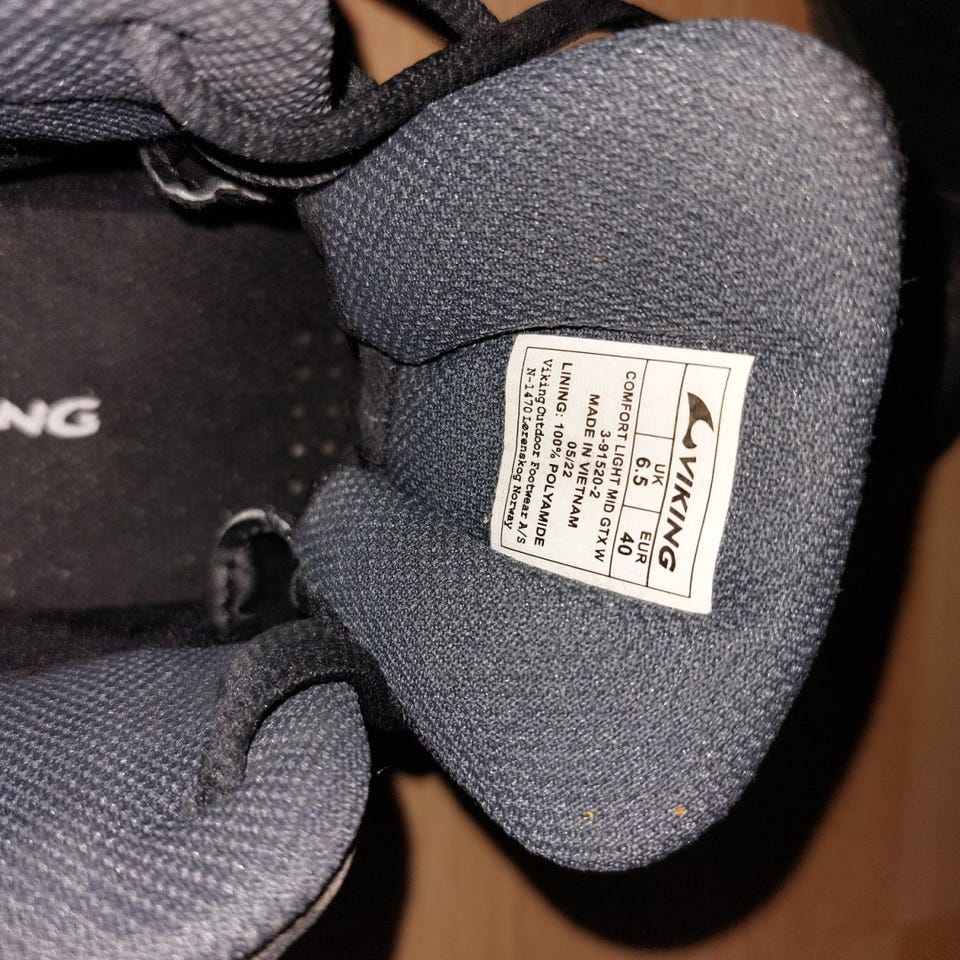 VIKING
UK EUR
6.5 40
COMFORT LIGHT MID GTX W
3-91520-2
MADE IN VIETNAM
05/22
LINING: 100% POLYAMIDE
Viking Outdoor Footwear A/S
N-1470 Lørenskog Norway
NG